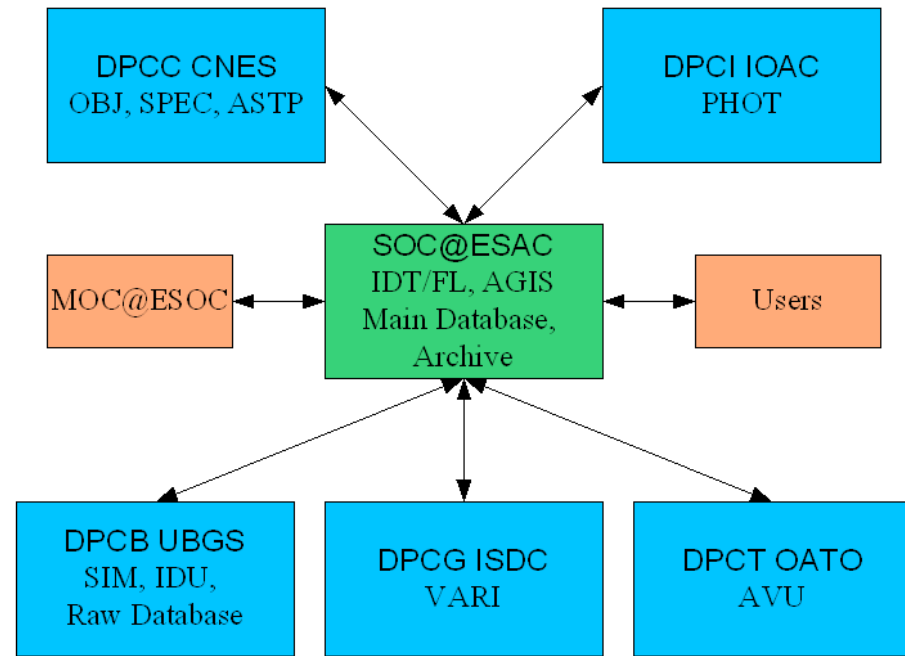 DPCC CNES
OBJ, SPEC, ASTP
DPCI IOAC
PHOT
SOC@ESAC
IDT/FL, AGIS
Main Database,
Archive
MOC@ESOC
Users
DPCB UBGS
SIM, IDU,
Raw Database
DPCG ISDC
VARI
DPCT OATO
AVU